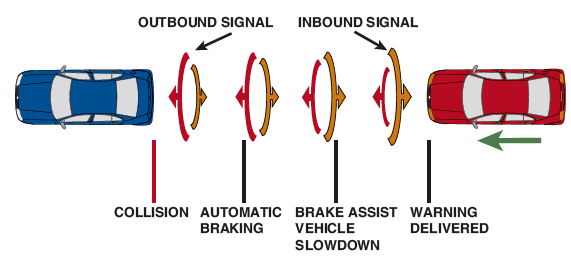 OUTBOUND SIGNAL
INBOUND SIGNAL
COLLISION
AUTOMATIC
BRAKING
BRAKE ASSIST
VEHICLE
SLOWDOWN
WARNING
DELIVERED